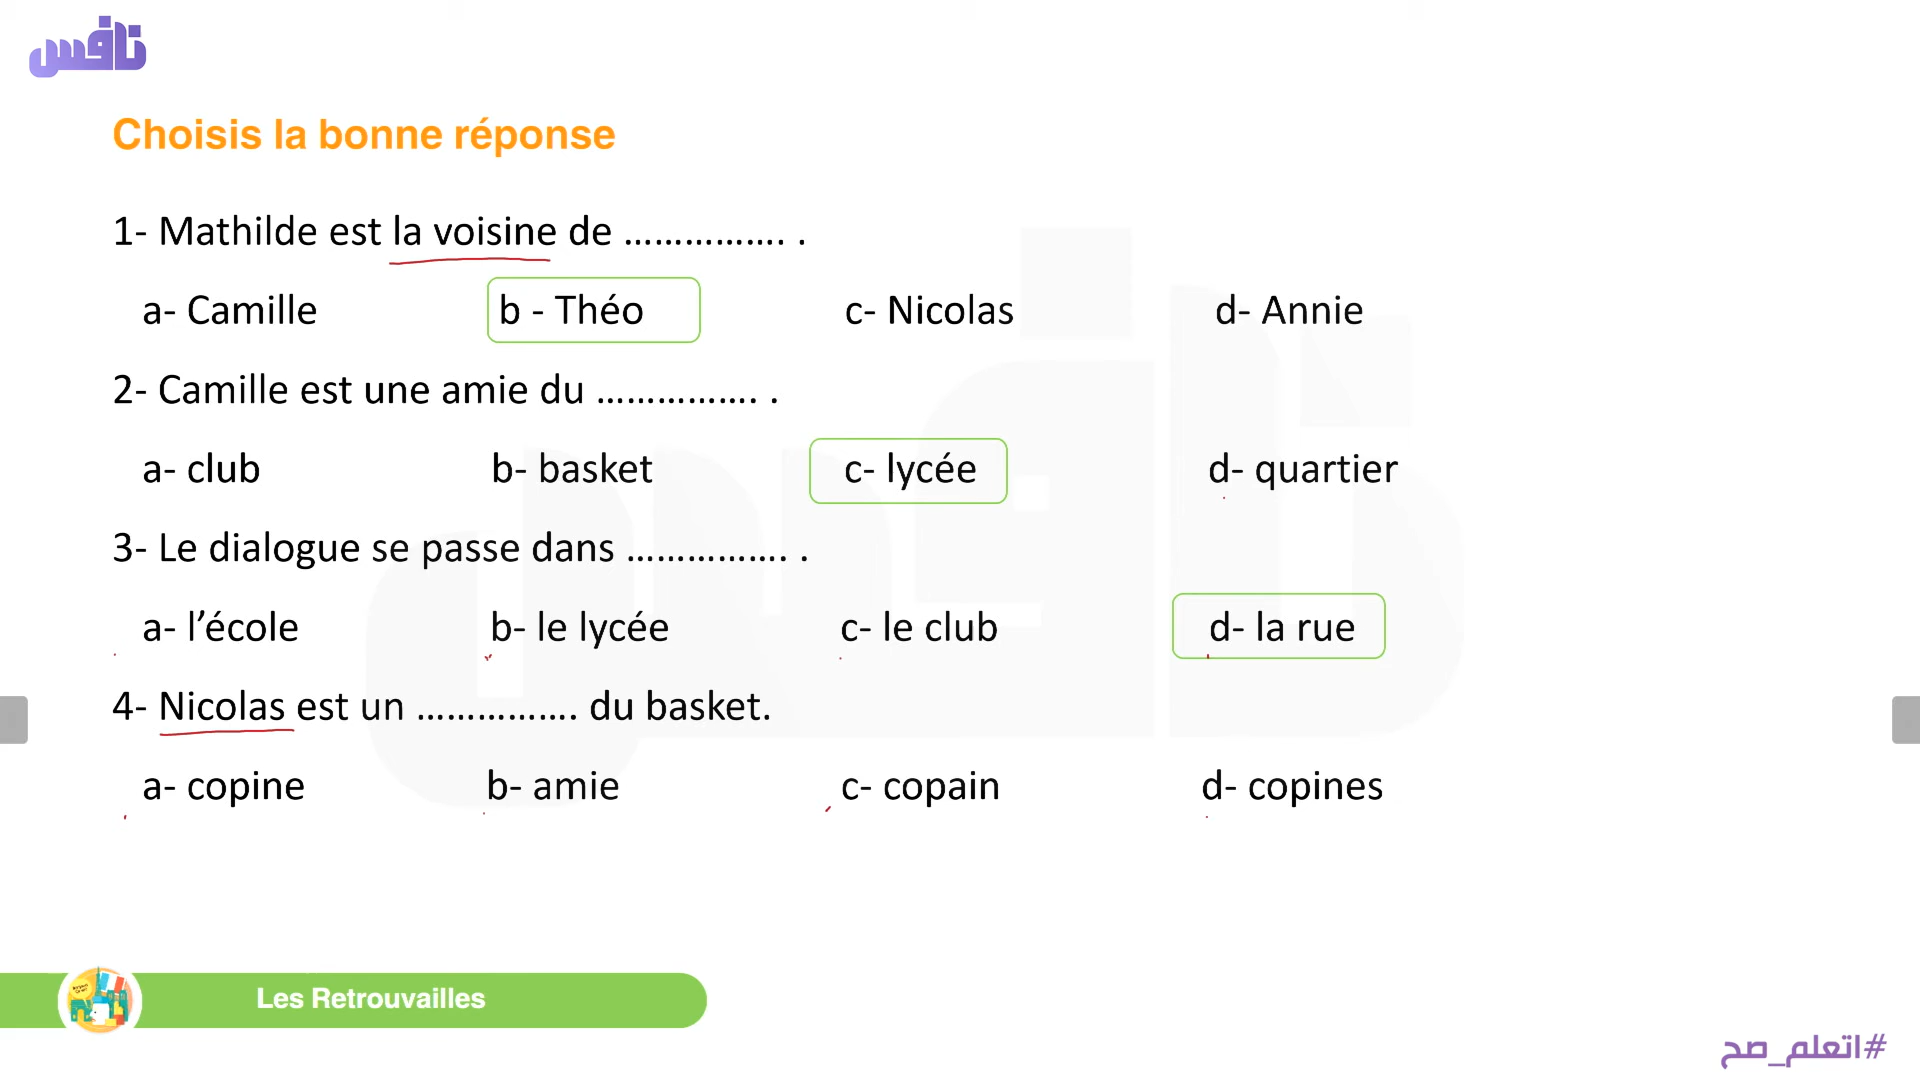 نافس
Choisis la bonne réponse
1- Mathilde est la voisine de ……………. .
a- Camille b - Théo c- Nicolas d- Annie
2- Camille est une amie du ……………. .
a- club b- basket c- lycée d- quartier
3- Le dialogue se passe dans ……………. .
a- l’école b- le lycée c- le club d- la rue
4- Nicolas est un ……………. du basket.
a- copine b- amie c- copain d- copines
Les Retrouvailles
#اتعلم_صح